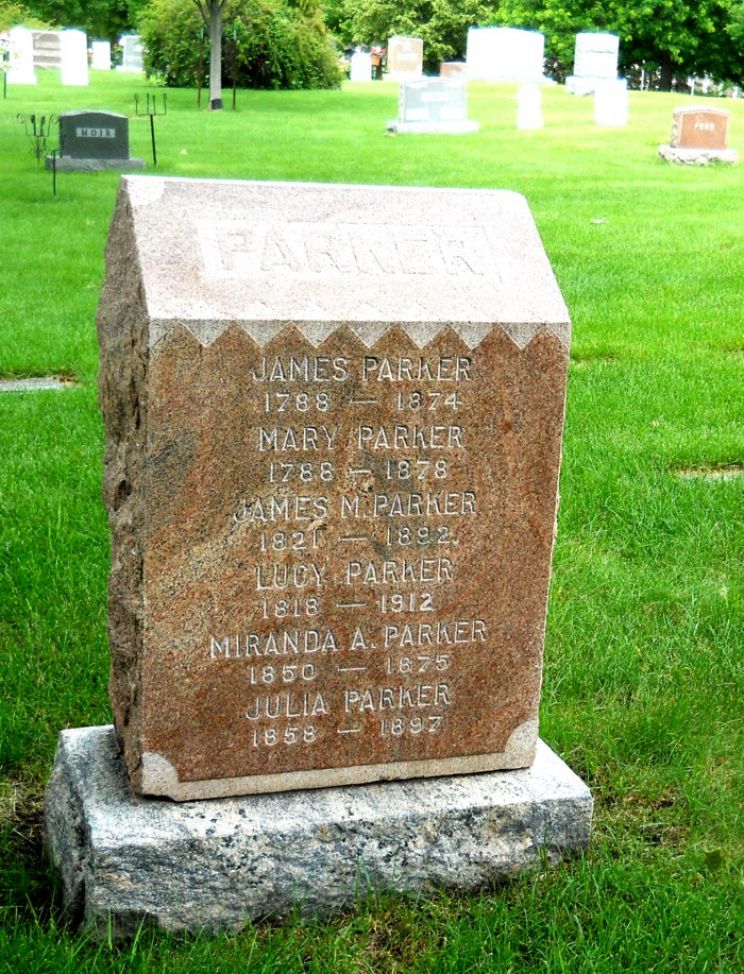 MOIR
POND
PARKER
JAMES PARKER
1788 — 1874
MARY PARKER
1788 — 1878
JAMES M. PARKER
1821 — 1892.
LUCY PARKER
1818 — 1912
MIRANDA A. PARKER
1850 — 1875
JULIA PARKER
1858 — 1897